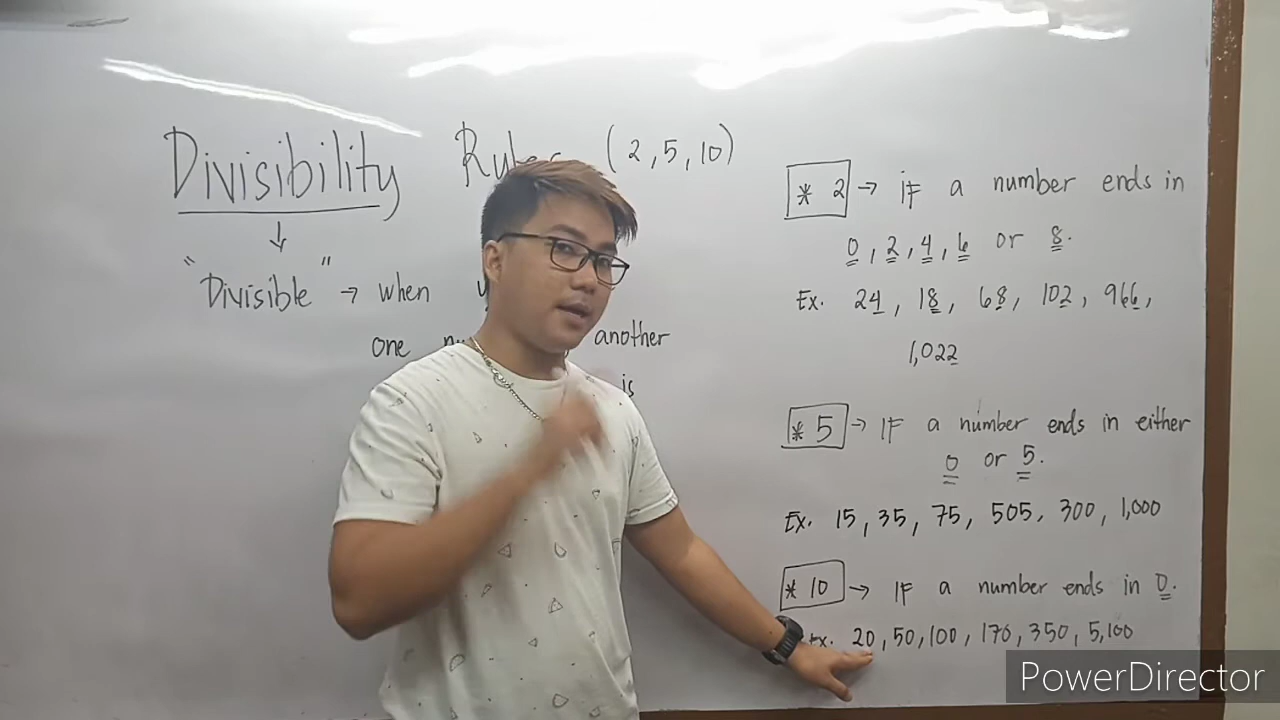 Divisibility Rules (2, 5, 10)
"Divisible" → when
one another
is
* 2 → IF a number ends in
0, 2, 4, 6 or 8.
Ex. 24, 18, 68, 102, 966,
1,022
* 5 → IF a number ends in either
0 or 5.
Ex. 15, 35, 75, 505, 300, 1,000
* 10 → IF a number ends in 0.
Ex. 20, 50, 100, 170, 350, 5,100
PowerDirector